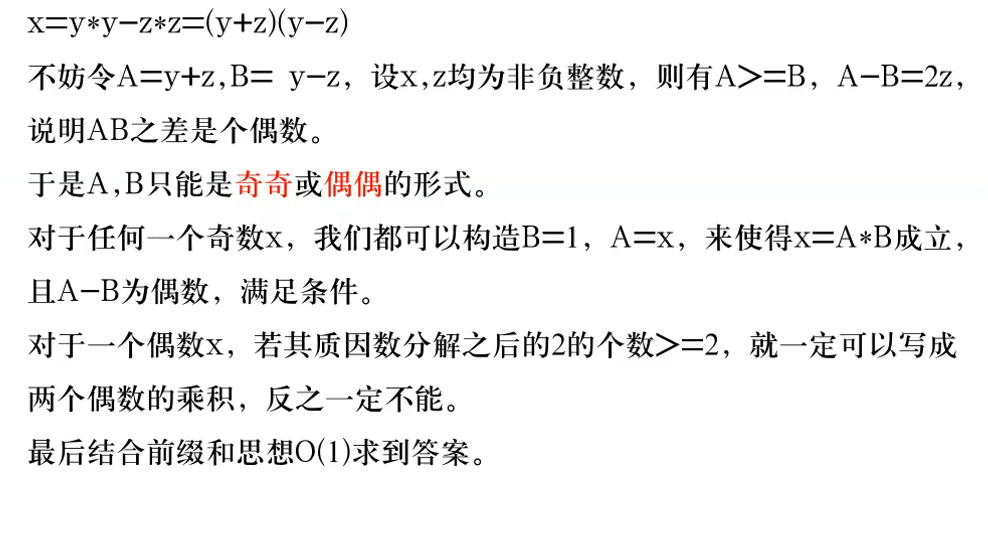 x=y*y-z*z=(y+z)(y-z)
不妨令A=y+z,B= y-z，设x,z均为非负整数，则有A>=B，A-B=2z，
说明AB之差是个偶数。
于是A,B只能是奇奇或偶偶的形式。
对于任何一个奇数x，我们都可以构造B=1，A=x，来使得x=A*B成立，
且A-B为偶数，满足条件。
对于一个偶数x，若其质因数分解之后的2的个数>=2，就一定可以写成
两个偶数的乘积，反之一定不能。
最后结合前缀和思想O(1)求到答案。